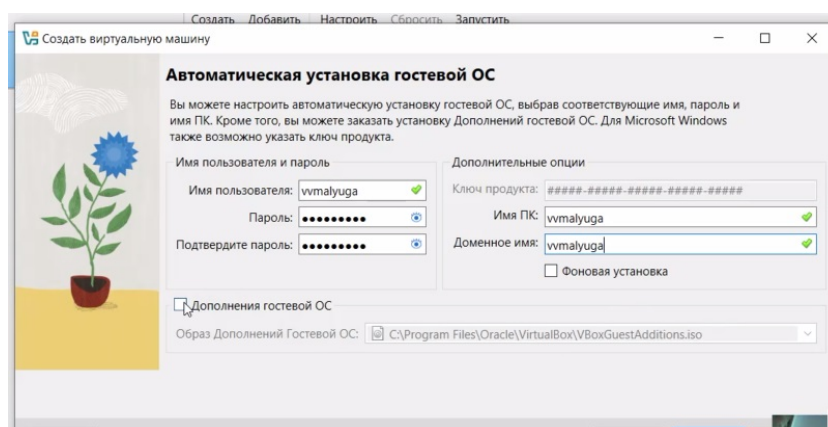 Создать Добавить Настроить Сбросить Запустить
Создать виртуальную машину
Автоматическая установка гостевой ОС
Вы можете настроить автоматическую установку гостевой ОС, выбрав соответствующие имя, пароль и
имя ПК. Кроме того, вы можете заказать установку Дополнений гостевой ОС. Для Microsoft Windows
также возможно указать ключ продукта.
Имя пользователя и пароль
Имя пользователя: vvmalyuga
Пароль: •••••••••
Подтвердите пароль: •••••••••
Дополнительные опции
Ключ продукта: #####-#####-#####-#####-#####
Имя ПК: vvmalyuga
Доменное имя: vvmalyuga
Фоновая установка
Дополнения гостевой ОС
Образ Дополнений Гостевой ОС: C:\Program Files\Oracle\VirtualBox\VBoxGuestAdditions.iso